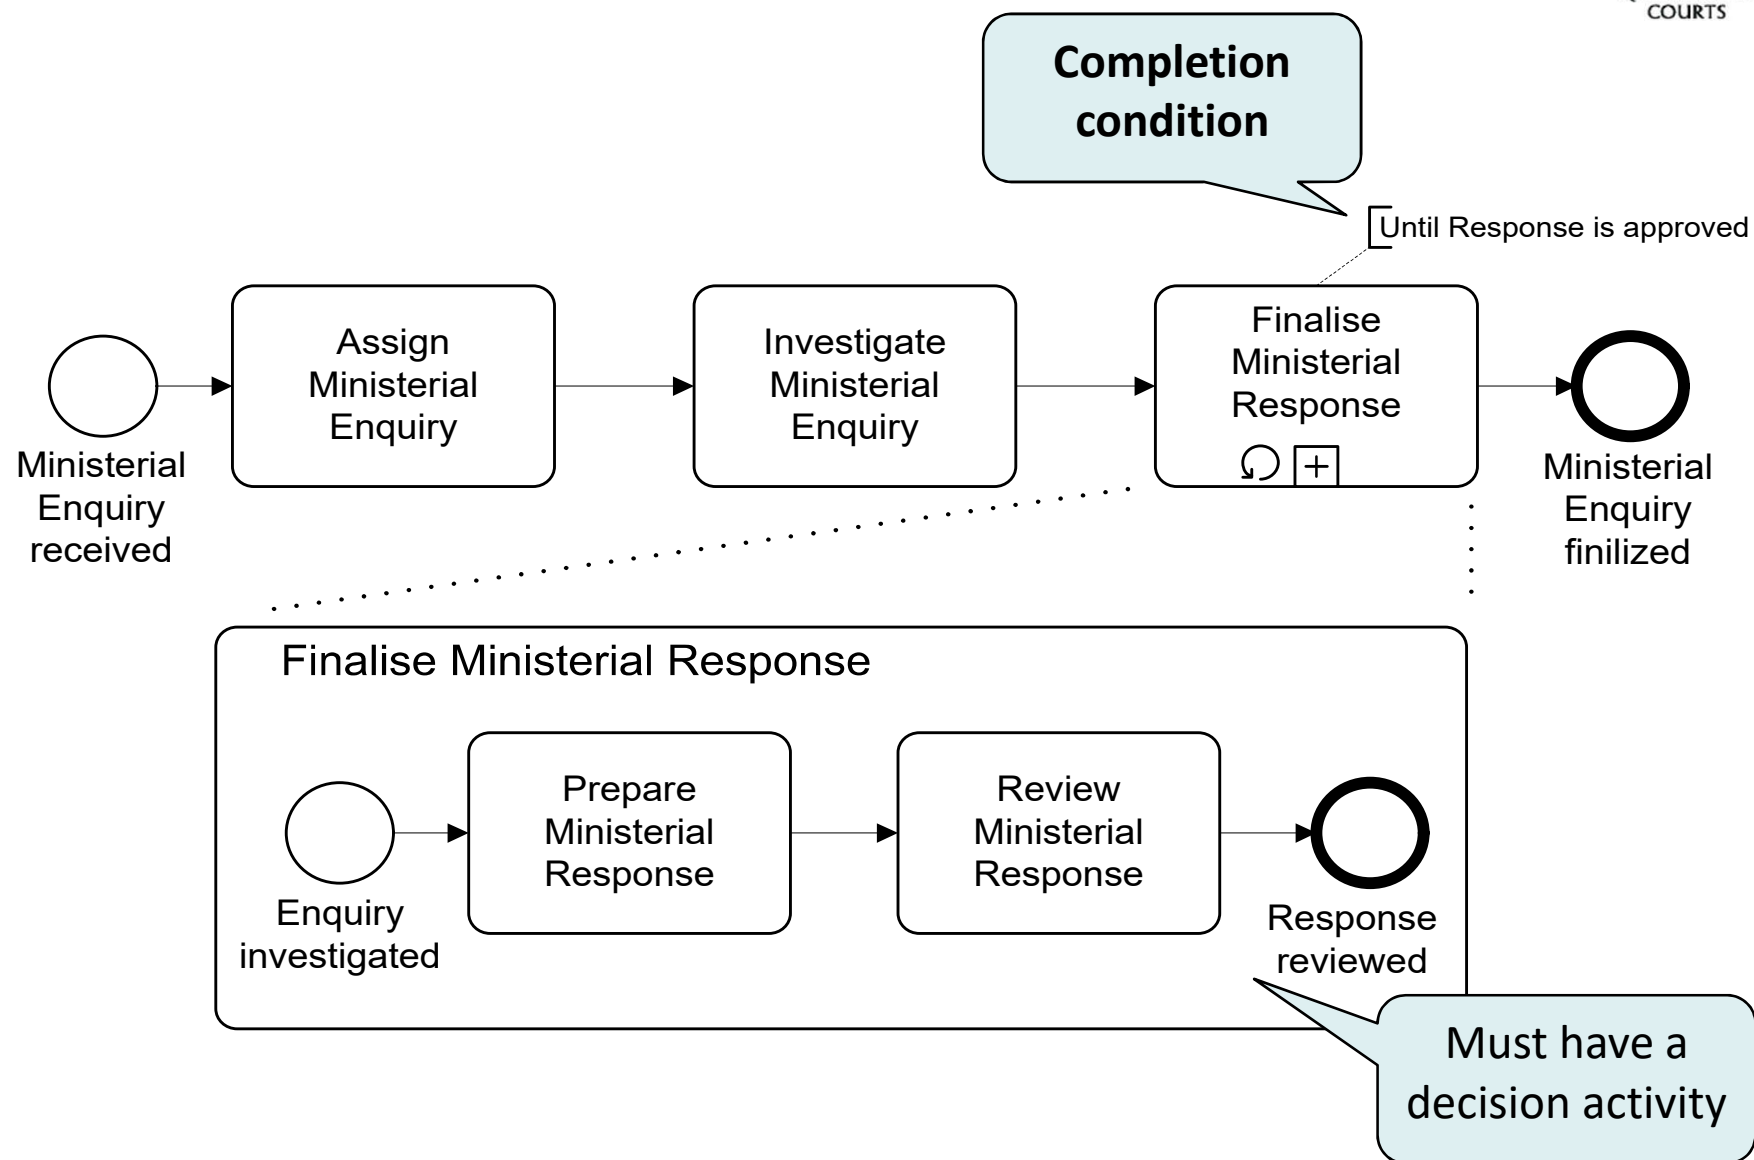 COURTS
Completion
condition
Until Response is approved
Assign
Ministerial
Enquiry
Investigate
Ministerial
Enquiry
Finalise
Ministerial
Response
Ministerial
Enquiry
received
Ministerial
Enquiry
finilized
Finalise Ministerial Response
Prepare
Ministerial
Response
Review
Ministerial
Response
Enquiry
investigated
Response
reviewed
Must have a
decision activity